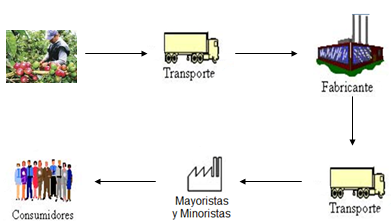 Transporte
Fabricante
Transporte
Mayoristas
y Minoristas
Consumidores